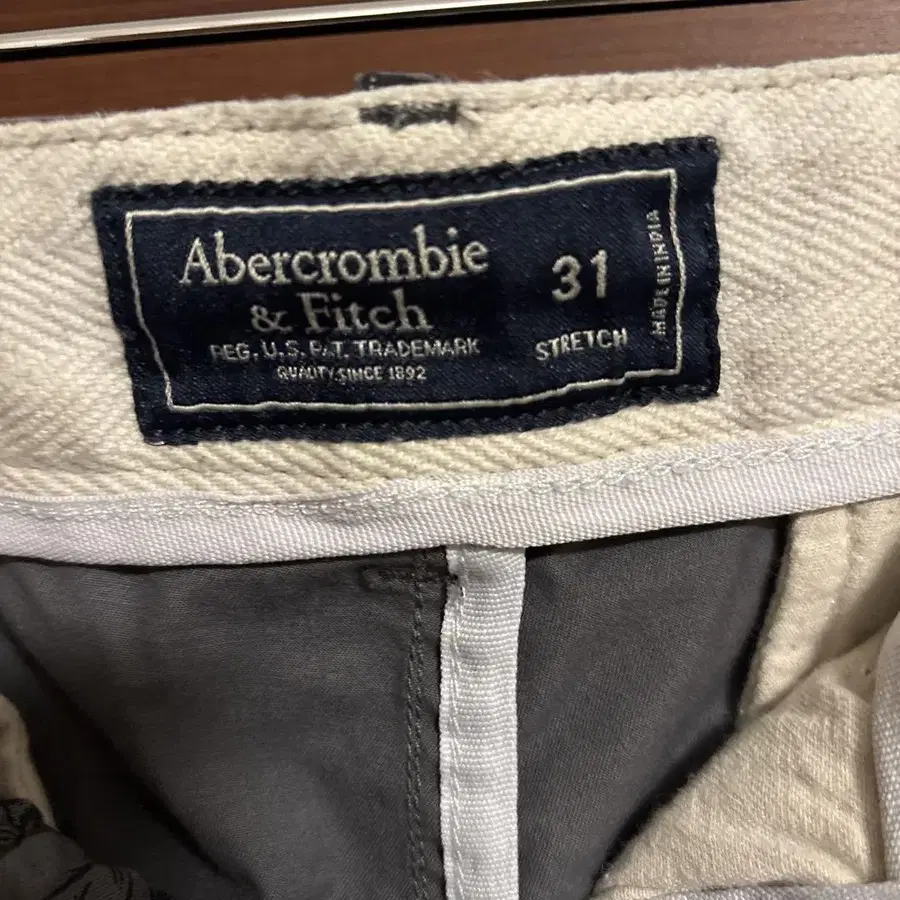 Abercrombie
& Fitch
REG. U.S. PAT. TRADEMARK
QUALITY SINCE 1892
31
STRETCH
MADE IN INDIA